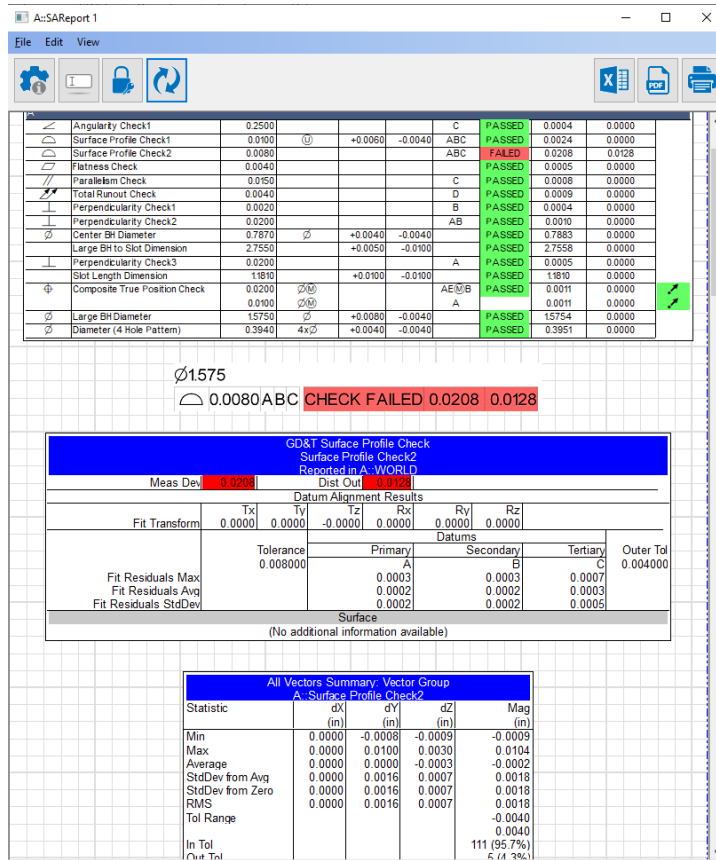 A::SAReport 1
File Edit View
PDF
A
Angularity Check1 0.2500 C PASSED 0.0004 0.0000
Surface Profile Check1 0.0100 Ⓤ +0.0060 -0.0040 ABC PASSED 0.0024 0.0000
Surface Profile Check2 0.0080 ABC FAILED 0.0208 0.0128
Flatness Check 0.0040 PASSED 0.0005 0.0000
Parallelism Check 0.0150 C PASSED 0.0008 0.0000
Total Runout Check 0.0040 D PASSED 0.0009 0.0000
Perpendicularity Check1 0.0020 B PASSED 0.0004 0.0000
Perpendicularity Check2 0.0200 AB PASSED 0.0010 0.0000
Ø Center BH Diameter 0.7870 Ø +0.0040 -0.0040 PASSED 0.7883 0.0000
Large BH to Slot Dimension 2.7550 +0.0050 -0.0100 PASSED 2.7558 0.0000
Perpendicularity Check3 0.0200 A PASSED 0.0005 0.0000
Slot Length Dimension 1.1810 +0.0100 -0.0100 PASSED 1.1810 0.0000
Composite True Position Check 0.0200 ØⓂ AEⓂB PASSED 0.0011 0.0000
0.0100 ØⓂ A 0.0011 0.0000
Ø Large BH Diameter 1.5750 Ø +0.0080 -0.0040 PASSED 1.5754 0.0000
Ø Diameter (4 Hole Pattern) 0.3940 4xØ +0.0040 -0.0040 PASSED 0.3951 0.0000
Ø1.575
0.0080 A B C CHECK FAILED 0.0208 0.0128
GD&T Surface Profile Check
Surface Profile Check2
Reported in A::WORLD
Meas Dev 0.0208 Dist Out 0.0128
Datum Alignment Results
Tx Ty Tz Rx Ry Rz
Fit Transform 0.0000 0.0000 -0.0000 0.0000 0.0000 0.0000
Datums
Tolerance Primary Secondary Tertiary Outer Tol
0.008000 A B C 0.004000
Fit Residuals Max 0.0003 0.0003 0.0007
Fit Residuals Avg 0.0002 0.0002 0.0003
Fit Residuals StdDev 0.0002 0.0002 0.0005
Surface
(No additional information available)
All Vectors Summary: Vector Group
A::Surface Profile Check2
Statistic dX dY dZ Mag
(in) (in) (in) (in)
Min 0.0000 -0.0008 -0.0009 -0.0009
Max 0.0000 0.0100 0.0030 0.0104
Average 0.0000 0.0000 -0.0003 -0.0002
StdDev from Avg 0.0000 0.0016 0.0007 0.0018
StdDev from Zero 0.0000 0.0016 0.0007 0.0018
RMS 0.0000 0.0016 0.0007 0.0018
Tol Range -0.0040
0.0040
In Tol 111 (95.7%)
Out Tol 5 (4.3%)